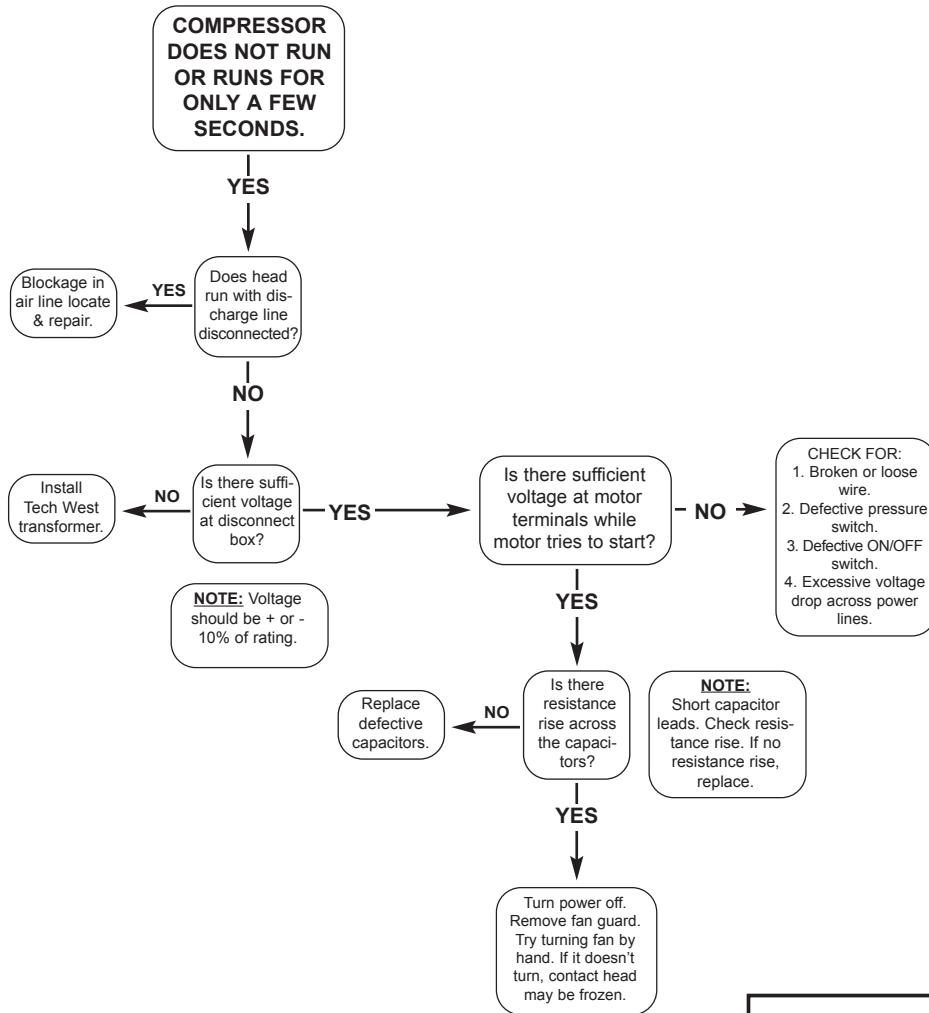 COMPRESSOR
DOES NOT RUN
OR RUNS FOR
ONLY A FEW
SECONDS.
YES
Does head
run with dis-
charge line
disconnected?
YES
Blockage in
air line locate
& repair.
NO
Is there suffi-
cient voltage
at disconnect
box?
NO
Install
Tech West
transformer.
NOTE: Voltage
should be + or -
10% of rating.
YES
Is there sufficient
voltage at motor
terminals while
motor tries to start?
NO
CHECK FOR:
1. Broken or loose
wire.
2. Defective pressure
switch.
3. Defective ON/OFF
switch.
4. Excessive voltage
drop across power
lines.
YES
Is there
resistance
rise across
the capaci-
tors?
NO
Replace
defective
capacitors.
NOTE:
Short capacitor
leads. Check resis-
tance rise. If no
resistance rise,
replace.
YES
Turn power off.
Remove fan guard.
Try turning fan by
hand. If it doesn't
turn, contact head
may be frozen.